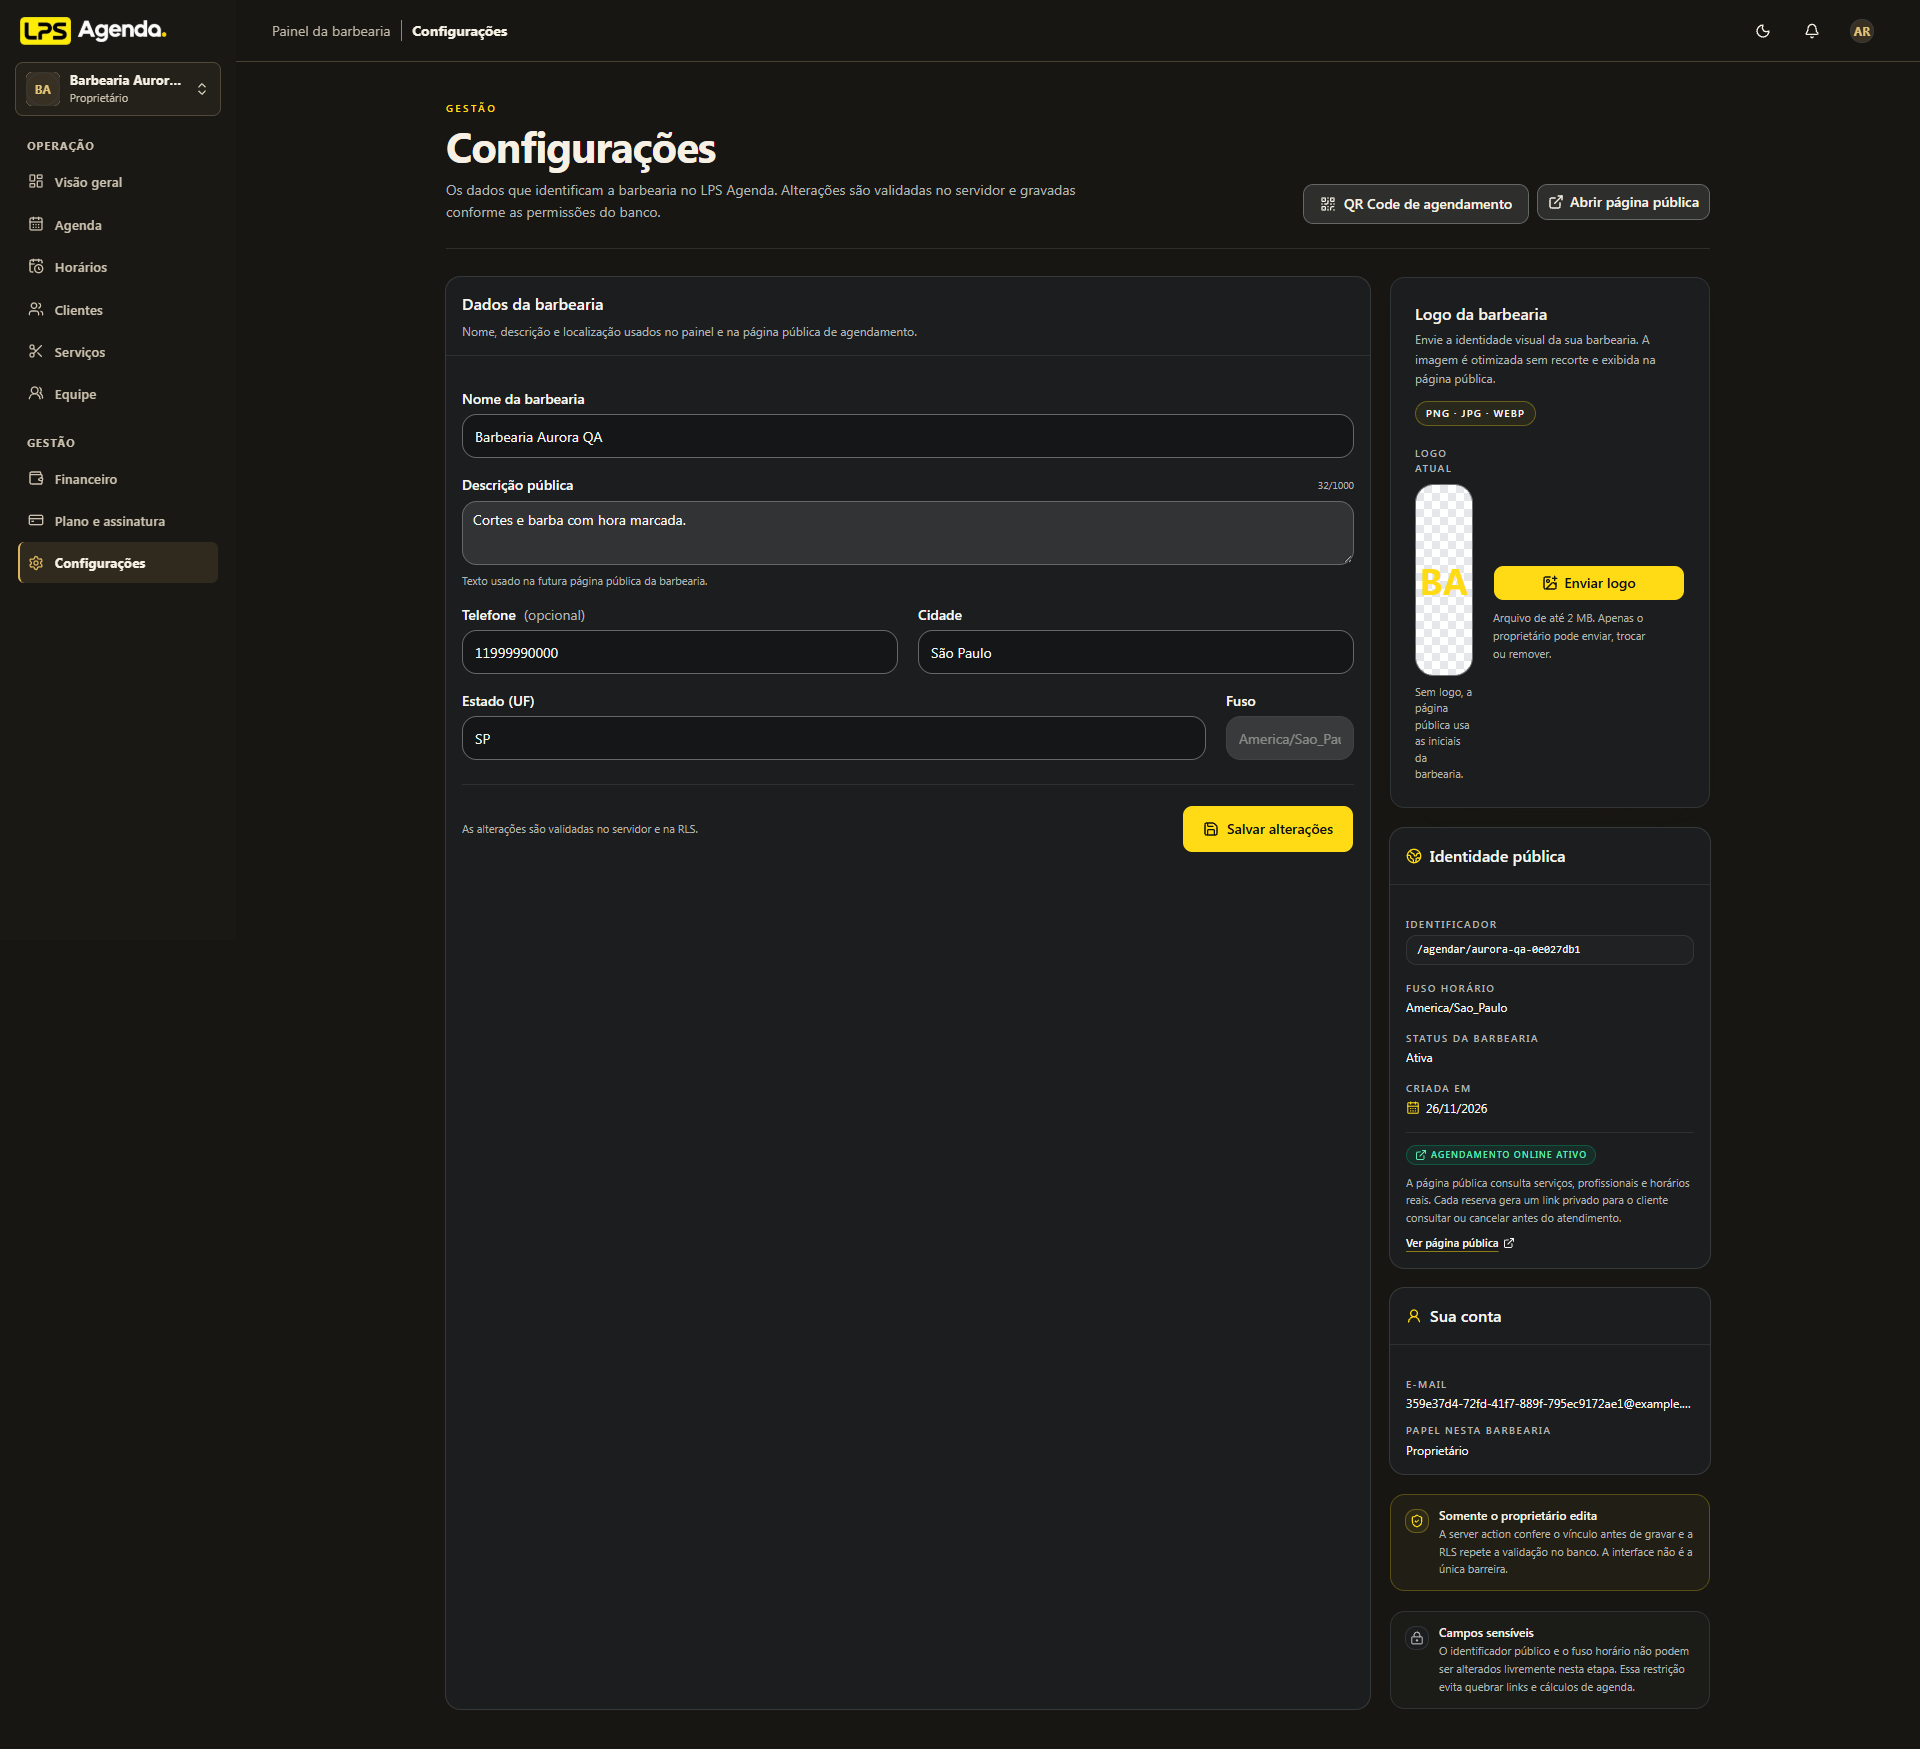 LPS Agenda.
BA
Barbearia Auror...
Proprietário
OPERAÇÃO
Visão geral
Agenda
Horários
Clientes
Serviços
Equipe
GESTÃO
Financeiro
Plano e assinatura
Configurações
Painel da barbearia
Configurações
AR
GESTÃO
Configurações
Os dados que identificam a barbearia no LPS Agenda. Alterações são validadas no servidor e gravadas
conforme as permissões do banco.
QR Code de agendamento
Abrir página pública
Dados da barbearia
Nome, descrição e localização usados no painel e na página pública de agendamento.
Nome da barbearia
Barbearia Aurora QA
Descrição pública
32/1000
Cortes e barba com hora marcada.
Texto usado na futura página pública da barbearia.
Telefone (opcional)
11999990000
Cidade
São Paulo
Estado (UF)
SP
Fuso
America/Sao_Pau
As alterações são validadas no servidor e na RLS.
Salvar alterações
Logo da barbearia
Envie a identidade visual da sua barbearia. A
imagem é otimizada sem recorte e exibida na
página pública.
PNG · JPG · WEBP
LOGO
ATUAL
BA
Sem logo, a
página
pública usa
as iniciais
da
barbearia.
Enviar logo
Arquivo de até 2 MB. Apenas o
proprietário pode enviar, trocar
ou remover.
Identidade pública
IDENTIFICADOR
/agendar/aurora-qa-0e027db1
FUSO HORÁRIO
America/Sao_Paulo
STATUS DA BARBEARIA
Ativa
CRIADA EM
26/11/2026
AGENDAMENTO ONLINE ATIVO
A página pública consulta serviços, profissionais e horários
reais. Cada reserva gera um link privado para o cliente
consultar ou cancelar antes do atendimento.
Ver página pública
Sua conta
E-MAIL
359e37d4-72fd-41f7-889f-795ec9172ae1@example....
PAPEL NESTA BARBEARIA
Proprietário
Somente o proprietário edita
A server action confere o vínculo antes de gravar e a
RLS repete a validação no banco. A interface não é a
única barreira.
Campos sensíveis
O identificador público e o fuso horário não podem
ser alterados livremente nesta etapa. Essa restrição
evita quebrar links e cálculos de agenda.